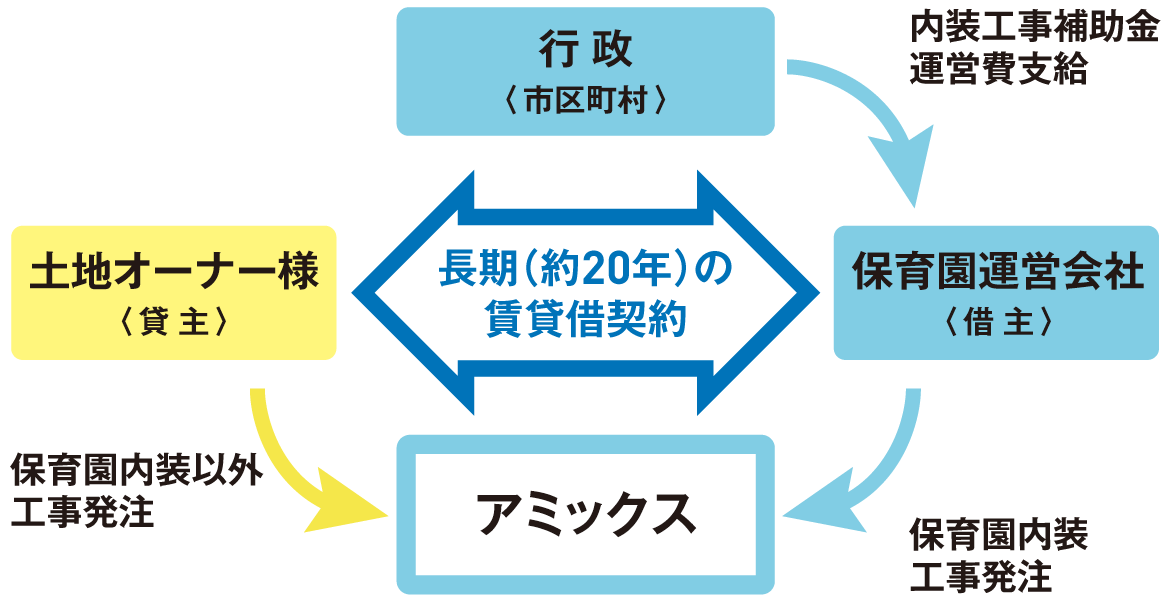 行 政
〈 市区町村 〉
内装工事補助金
運営費支給
土地オーナー様
〈 貸 主 〉
長期（約20年）の
賃貸借契約
保育園運営会社
〈 借 主 〉
保育園内装以外
工事発注
アミックス
保育園内装
工事発注